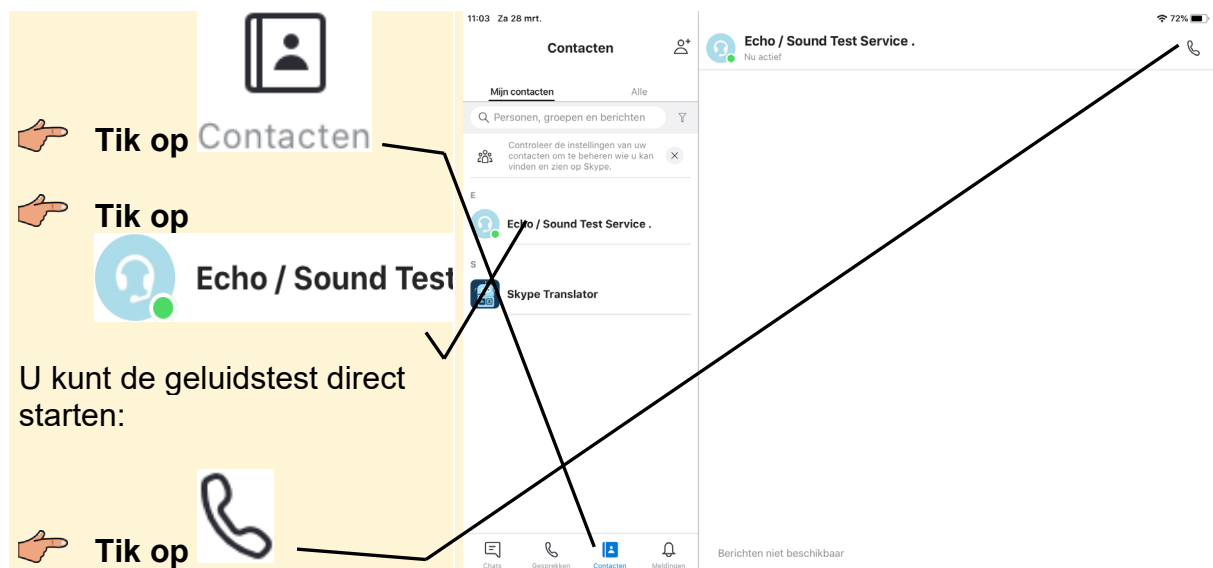 Tik op Contacten
Tik op
Echo / Sound Test
U kunt de geluidstest direct
starten:
Tik op
11:03 Za 28 mrt.
72%
Contacten
Mijn contacten
Alle
Personen, groepen en berichten
Controleer de instellingen van uw
contacten om te beheren wie u kan
vinden en zien op Skype.
E
Echo / Sound Test Service .
S
Skype Translator
Chats
Gesprekken
Contacten
Meldingen
Echo / Sound Test Service .
Nu actief
Berichten niet beschikbaar